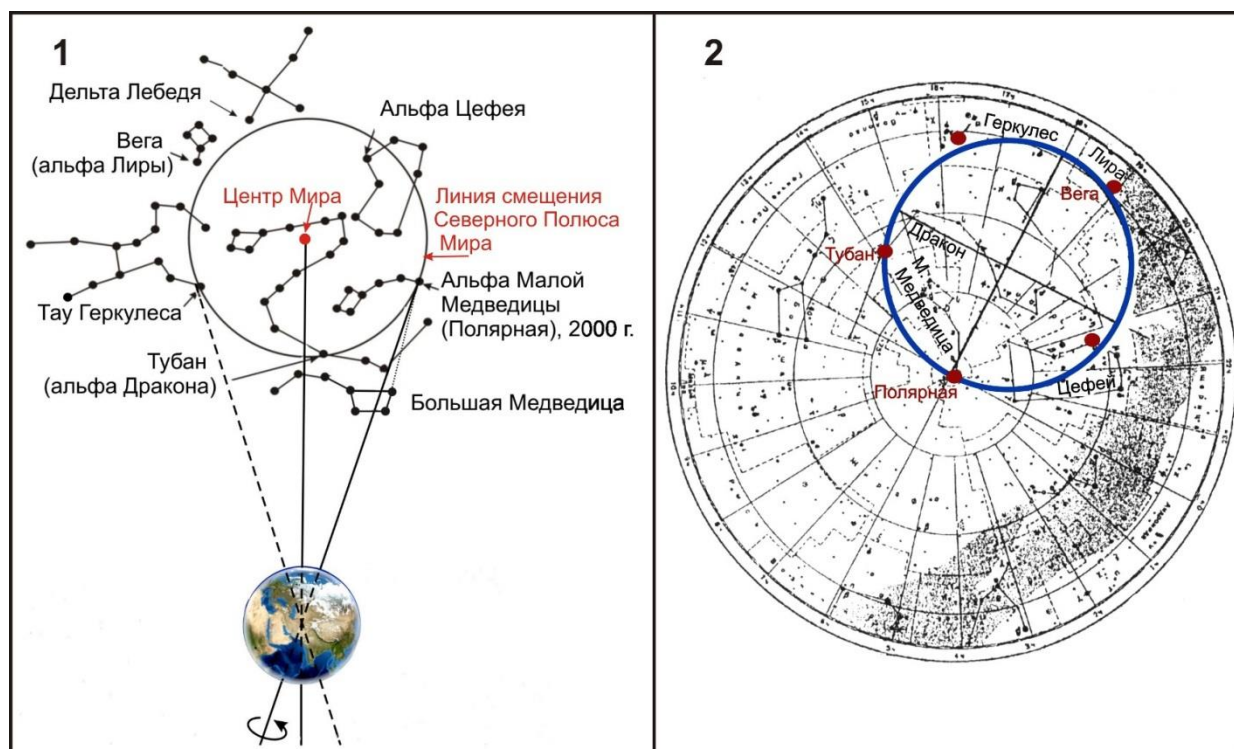 1
Дельта Лебедя
Альфа Цефея
Вега
(альфа Лиры)
Центр Мира
Линия смещения
Северного Полюса
Мира
Альфа Малой
Медведицы
(Полярная), 2000 г.
Тау Геркулеса
Тубан
(альфа Дракона)
Большая Медведица
2
Геркулес
Лира
Вега
Тубан
Дракон
М.
Медведица
Полярная
Цефей